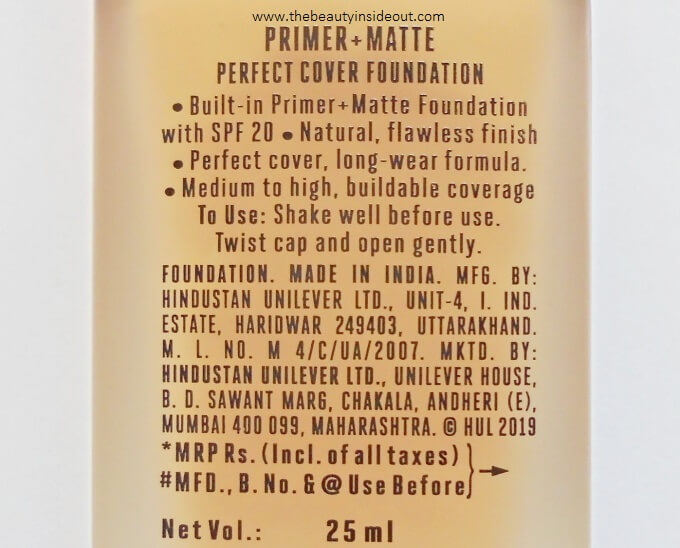 www.thebeautyinsideout.com
PRIMER+MATTE
PERFECT COVER FOUNDATION
• Built-in Primer+Matte Foundation
with SPF 20 • Natural, flawless finish
• Perfect cover, long-wear formula.
• Medium to high, buildable coverage
To Use: Shake well before use.
Twist cap and open gently.
FOUNDATION. MADE IN INDIA. MFG. BY:
HINDUSTAN UNILEVER LTD., UNIT-4, I. IND.
ESTATE, HARIDWAR 249403, UTTARAKHAND.
M. L. NO. M 4/C/UA/2007. MKTD. BY:
HINDUSTAN UNILEVER LTD., UNILEVER HOUSE,
B. D. SAWANT MARG, CHAKALA, ANDHERI (E),
MUMBAI 400 099, MAHARASHTRA. © HUL 2019
*MRP Rs. (Incl. of all taxes)
#MFD., B. No. & @ Use Before
Net Vol.: 25 ml